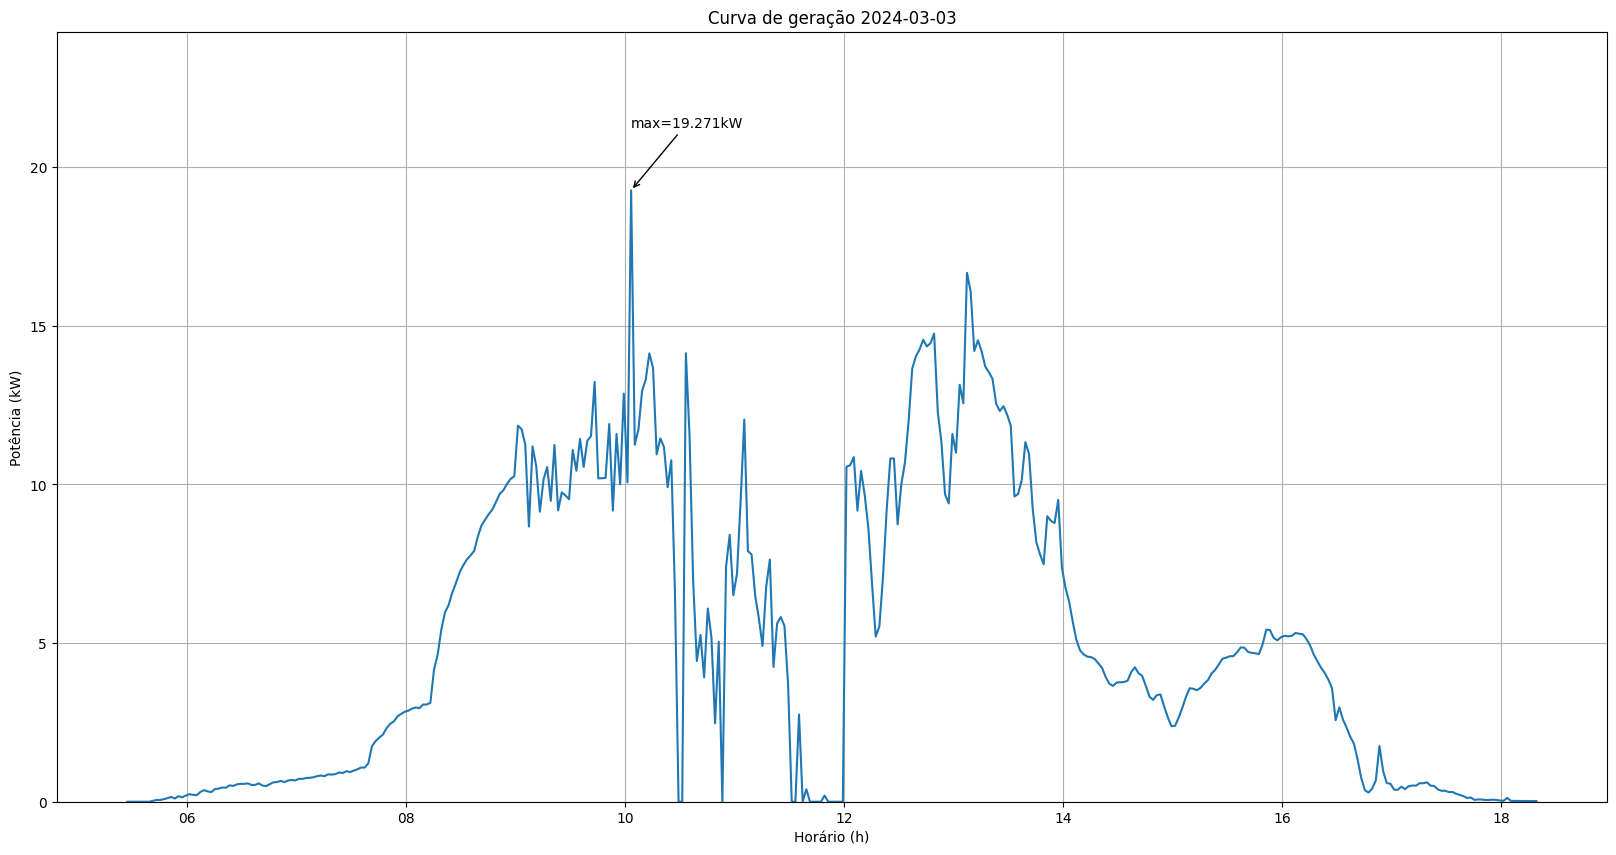 Curva de geração 2024-03-03
max=19.271kW
Potência (kW)
20
15
10
5
0
06 08 10 12 14 16 18
Horário (h)